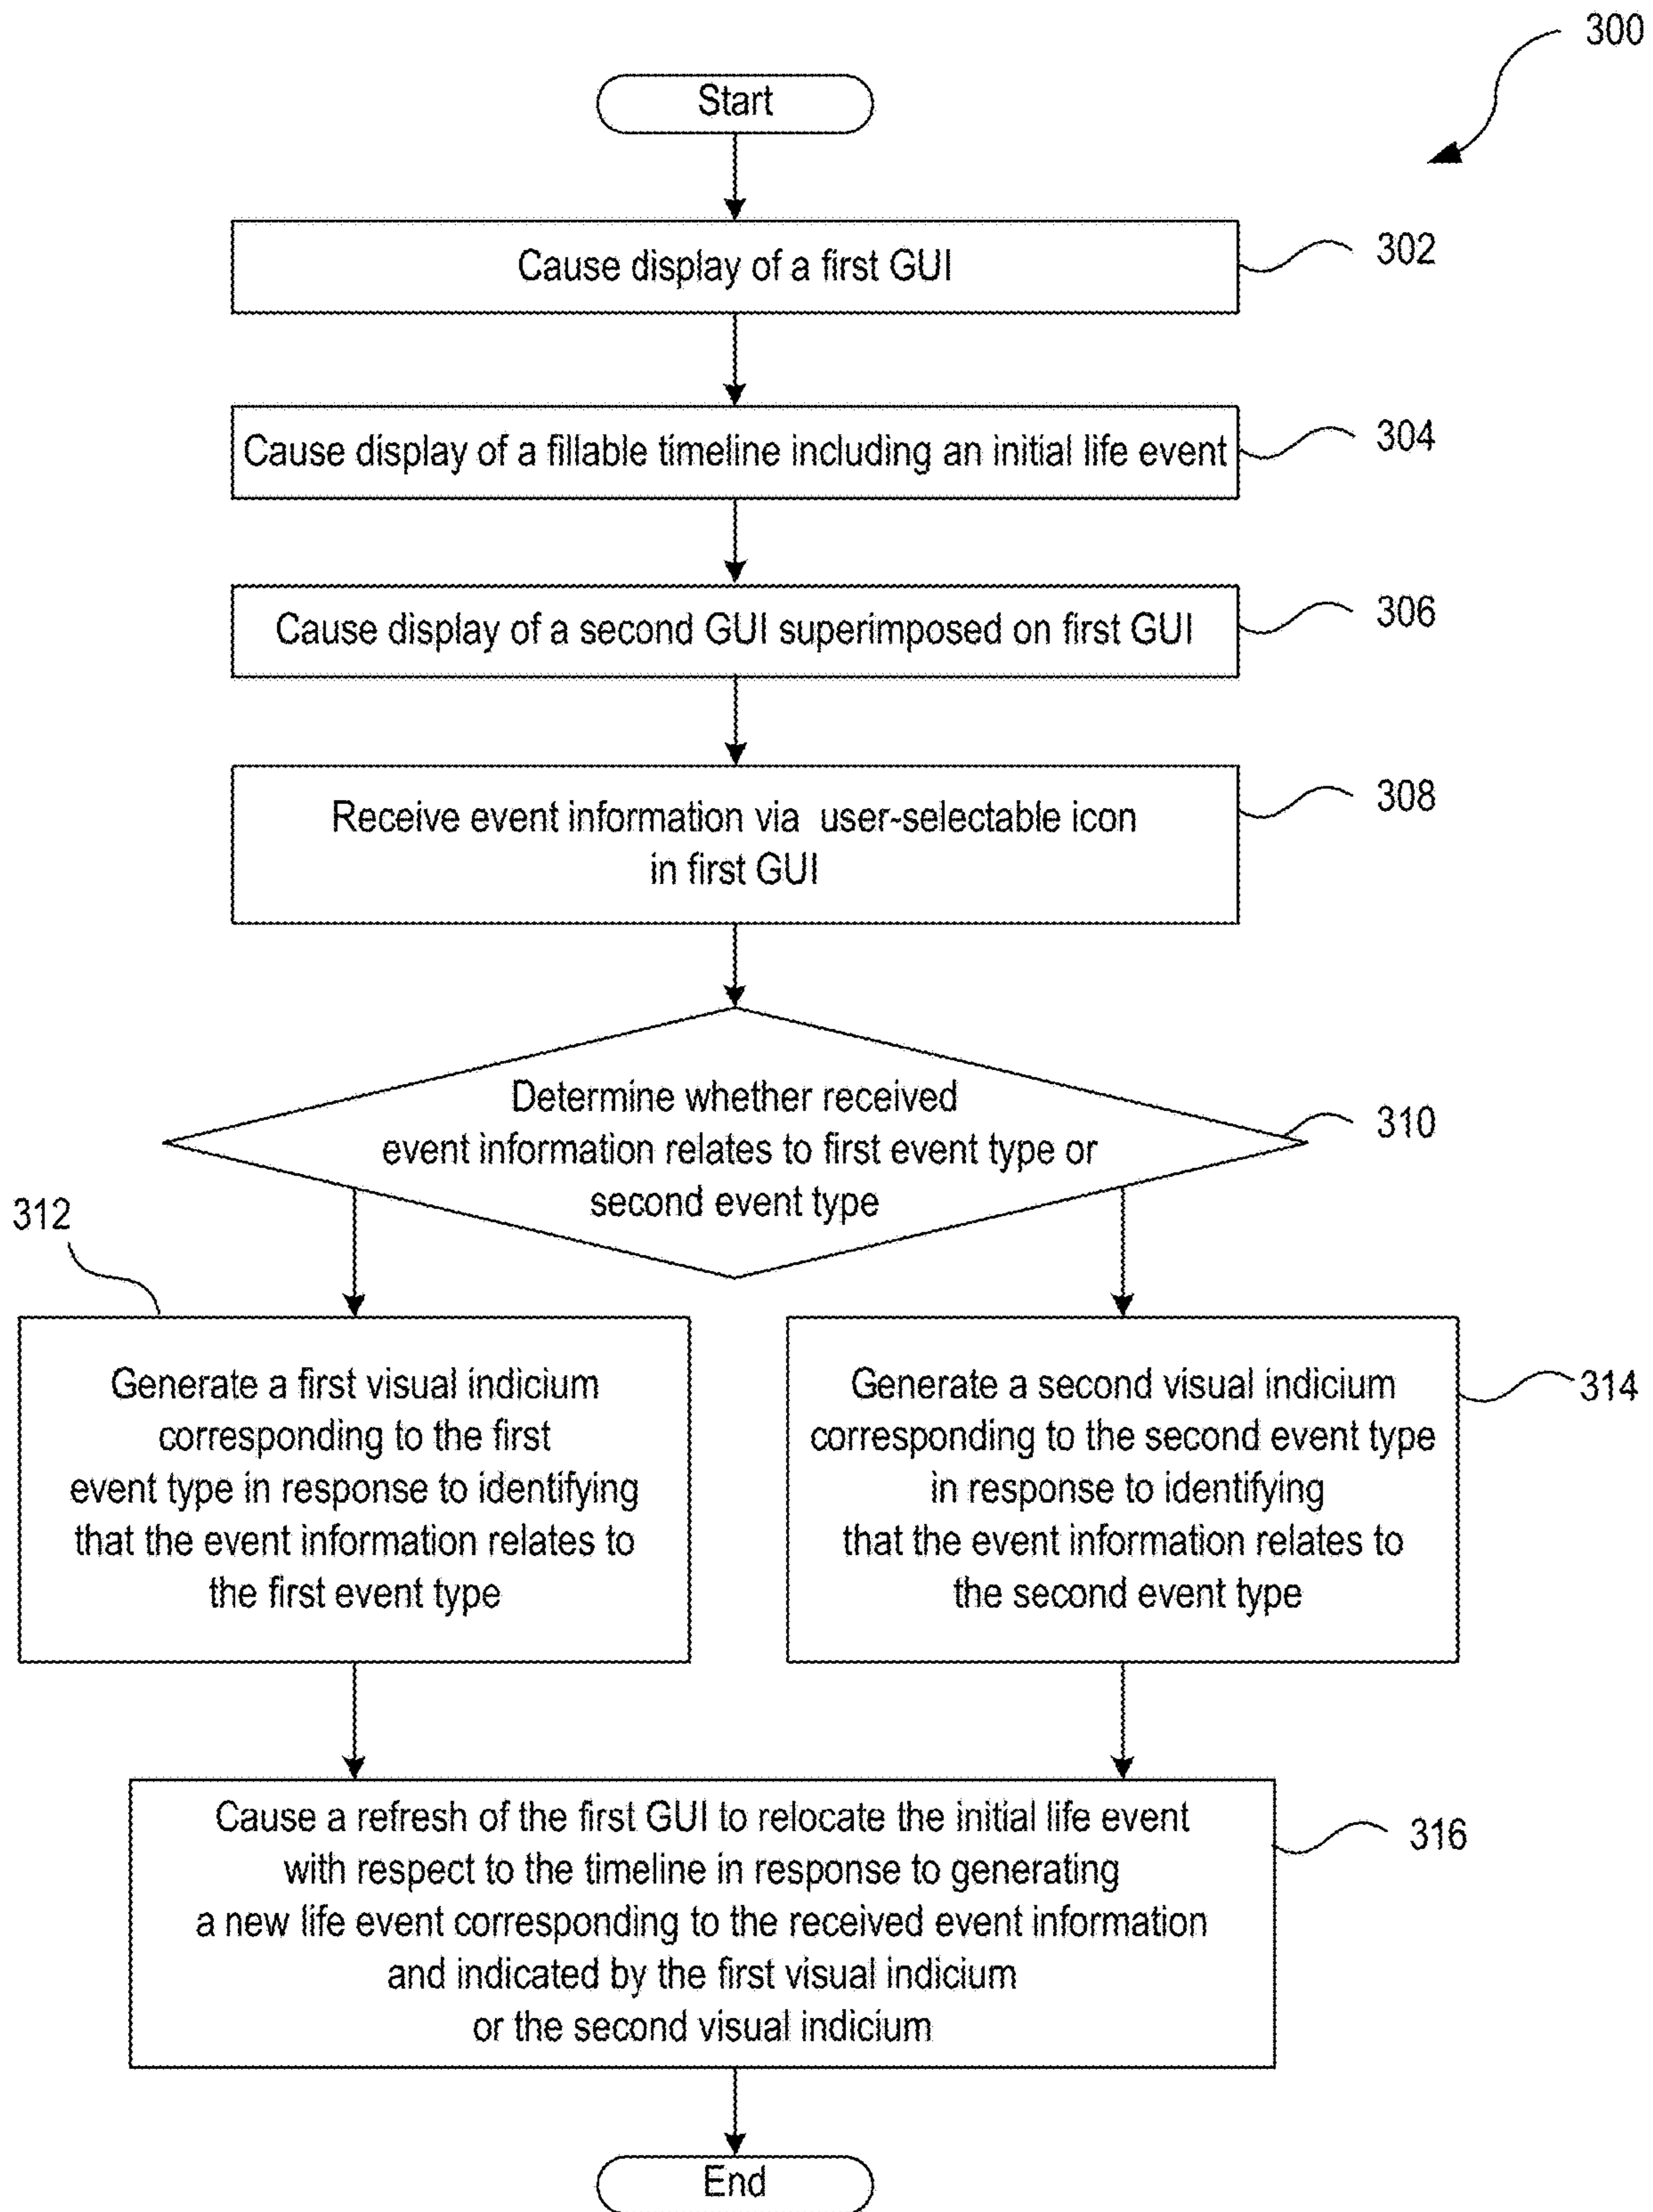 300
Start
Cause display of a first GUI
302
Cause display of a fillable timeline including an initial life event
304
Cause display of a second GUI superimposed on first GUI
306
Receive event information via user-selectable icon
in first GUI
308
Determine whether received
event information relates to first event type or
second event type
310
312
Generate a first visual indicium
corresponding to the first
event type in response to identifying
that the event information relates to
the first event type
Generate a second visual indicium
corresponding to the second event type
in response to identifying
that the event information relates to
the second event type
314
Cause a refresh of the first GUI to relocate the initial life event
with respect to the timeline in response to generating
a new life event corresponding to the received event information
and indicated by the first visual indicium
or the second visual indicium
316
End